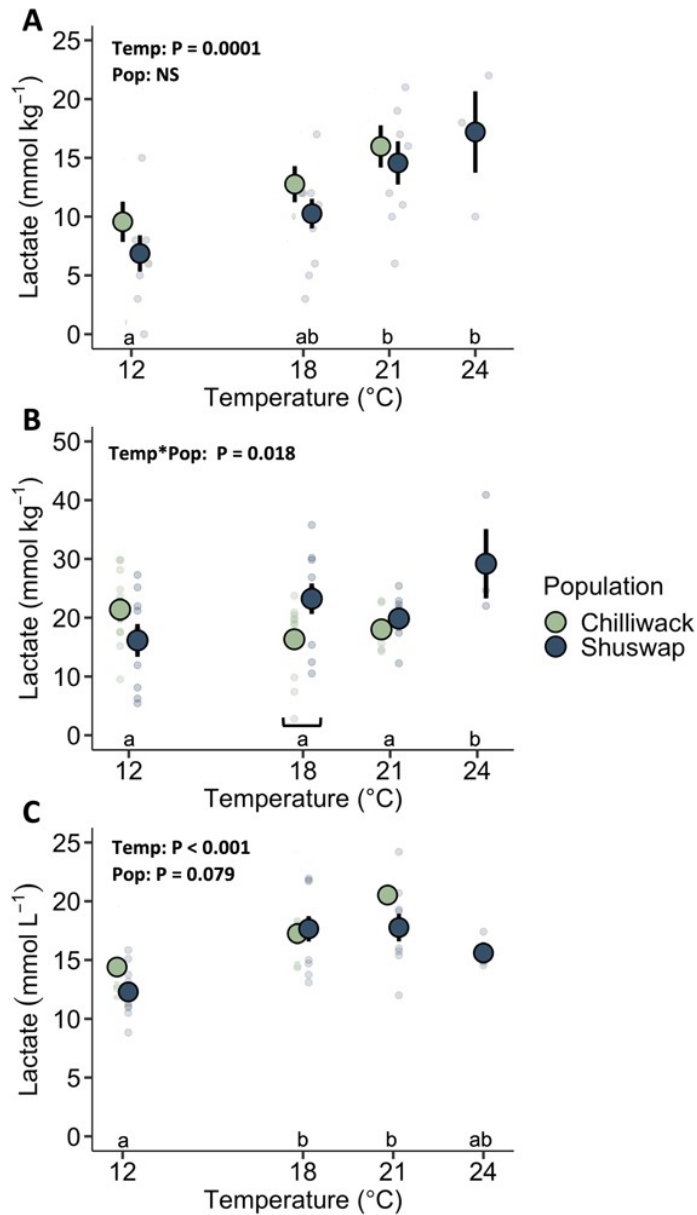 A
Temp: P = 0.0001
Pop: NS
25
20
15
10
5
0
Lactate (mmol kg⁻¹)
a
ab
b
b
12
18
21
24
Temperature (°C)
B
Temp*Pop: P = 0.018
50
40
30
20
10
0
Lactate (mmol kg⁻¹)
a
a
a
b
12
18
21
24
Temperature (°C)
Population
Chilliwack
Shuswap
C
Temp: P < 0.001
Pop: P = 0.079
25
20
15
10
5
0
Lactate (mmol L⁻¹)
a
b
b
ab
12
18
21
24
Temperature (°C)